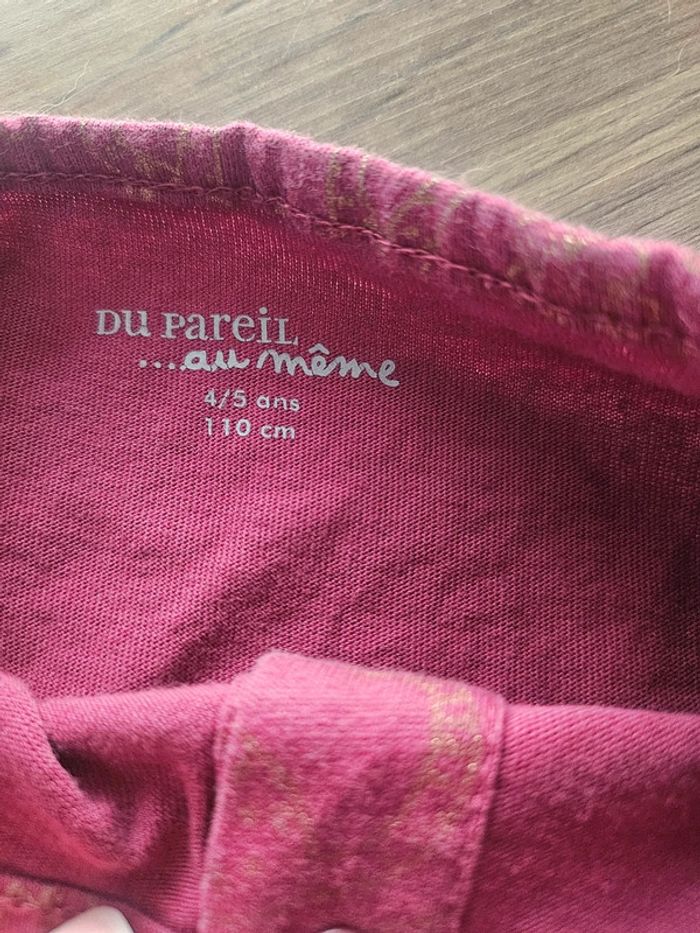 DU PAREIL
....au même
4/5 ans
110 cm